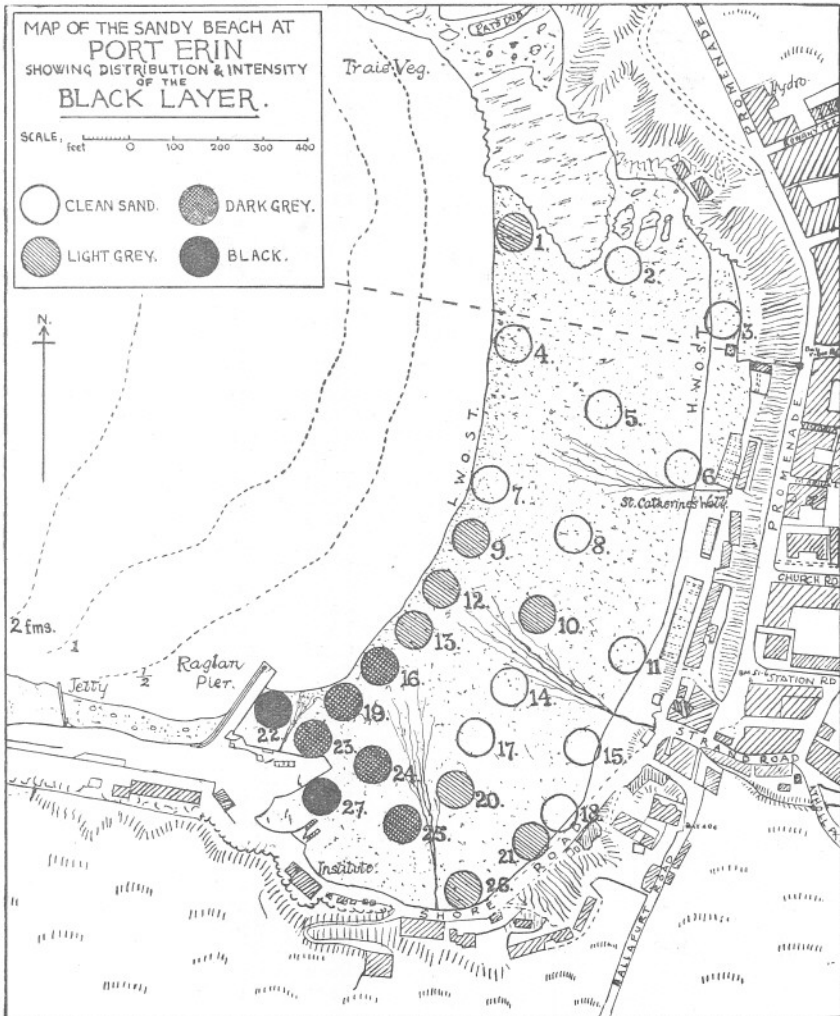 MAP OF THE SANDY BEACH AT
PORT ERIN
SHOWING DISTRIBUTION & INTENSITY
OF THE
BLACK LAYER.
SCALE,
feet 0 100 200 300 400
CLEAN SAND.
DARK GREY.
LIGHT GREY.
BLACK.
Traie Veg.
PROMENADE
Hydro.
N.
1.
2.
3.
4.
5.
H.W.O.S.T.
L.W.O.S.T.
6.
7.
St. Catherine's Well.
PROMENADE
8.
9.
CHURCH RD
10.
12.
13.
11.
2 fms.
1
1/2
Raglan
Pier.
Jetty
STATION RD
16.
14.
19.
22.
23.
17.
15.
STRAND ROAD
24.
27.
20.
18.
25.
21.
Institute.
26.
SHORE ROAD
BALLAFURT ROAD